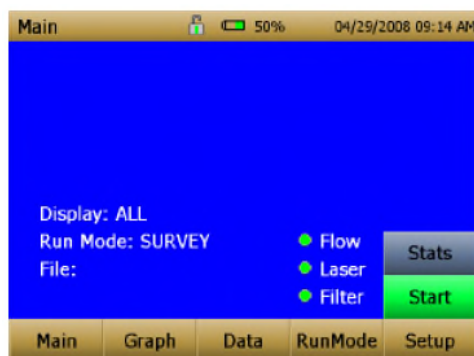 Main 50% 04/29/2008 09:14 AM
Display: ALL
Run Mode: SURVEY
File:
Flow
Laser
Filter
Stats
Start
Main Graph Data RunMode Setup